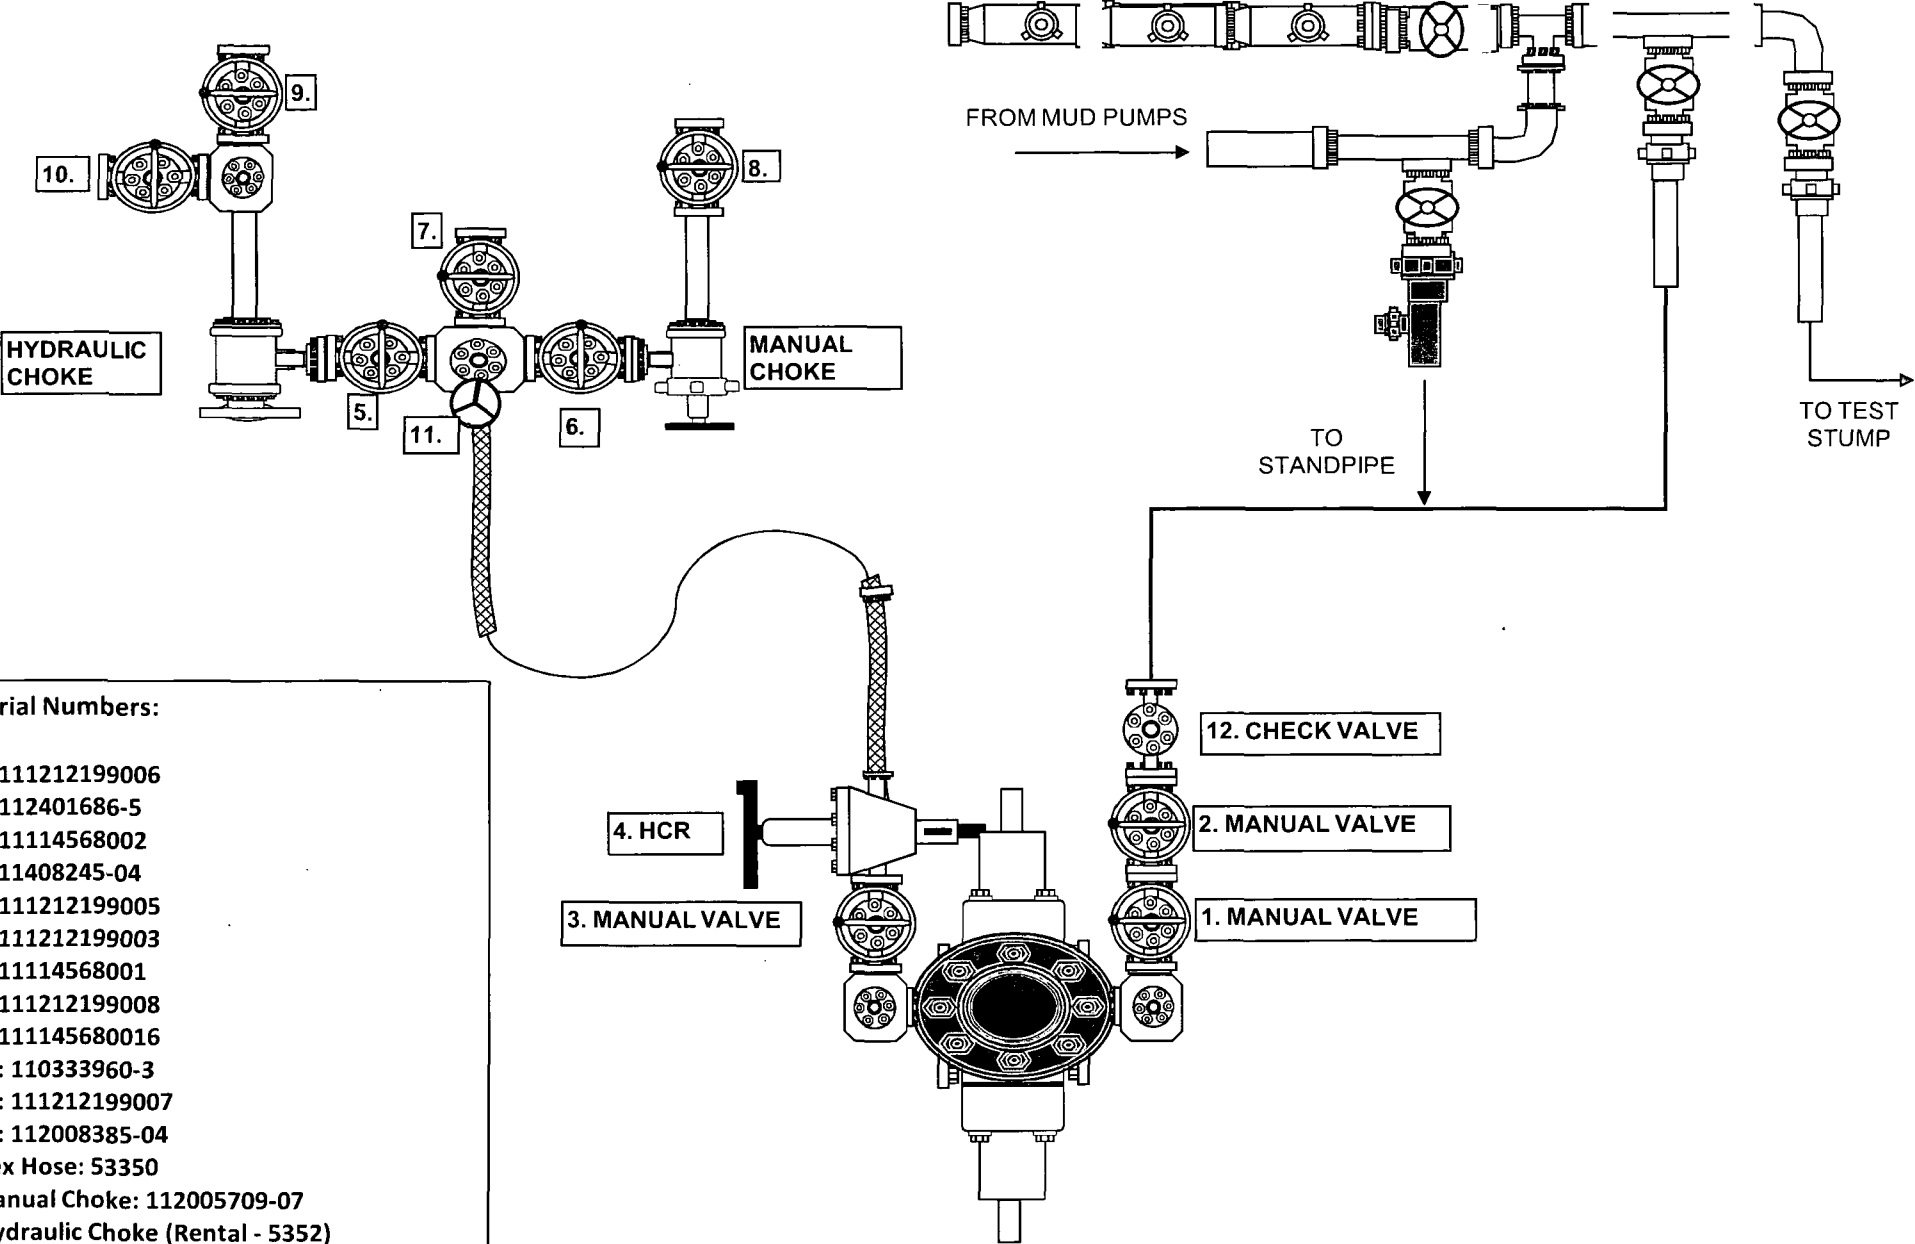 FROM MUD PUMPS
9.
10.
8.
7.
HYDRAULIC
CHOKE
MANUAL
CHOKE
5.
11.
6.
TO
STANDPIPE
TO TEST
STUMP
rial Numbers:
111212199006
112401686-5
11114568002
11408245-04
111212199005
111212199003
11114568001
111212199008
111145680016
: 110333960-3
: 111212199007
: 112008385-04
ex Hose: 53350
anual Choke: 112005709-07
ydraulic Choke (Rental - 5352)
12. CHECK VALVE
4. HCR
2. MANUAL VALVE
3. MANUAL VALVE
1. MANUAL VALVE